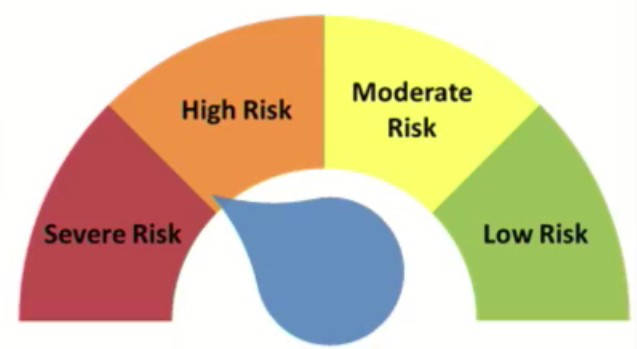 Severe Risk
High Risk
Moderate
Risk
Low Risk